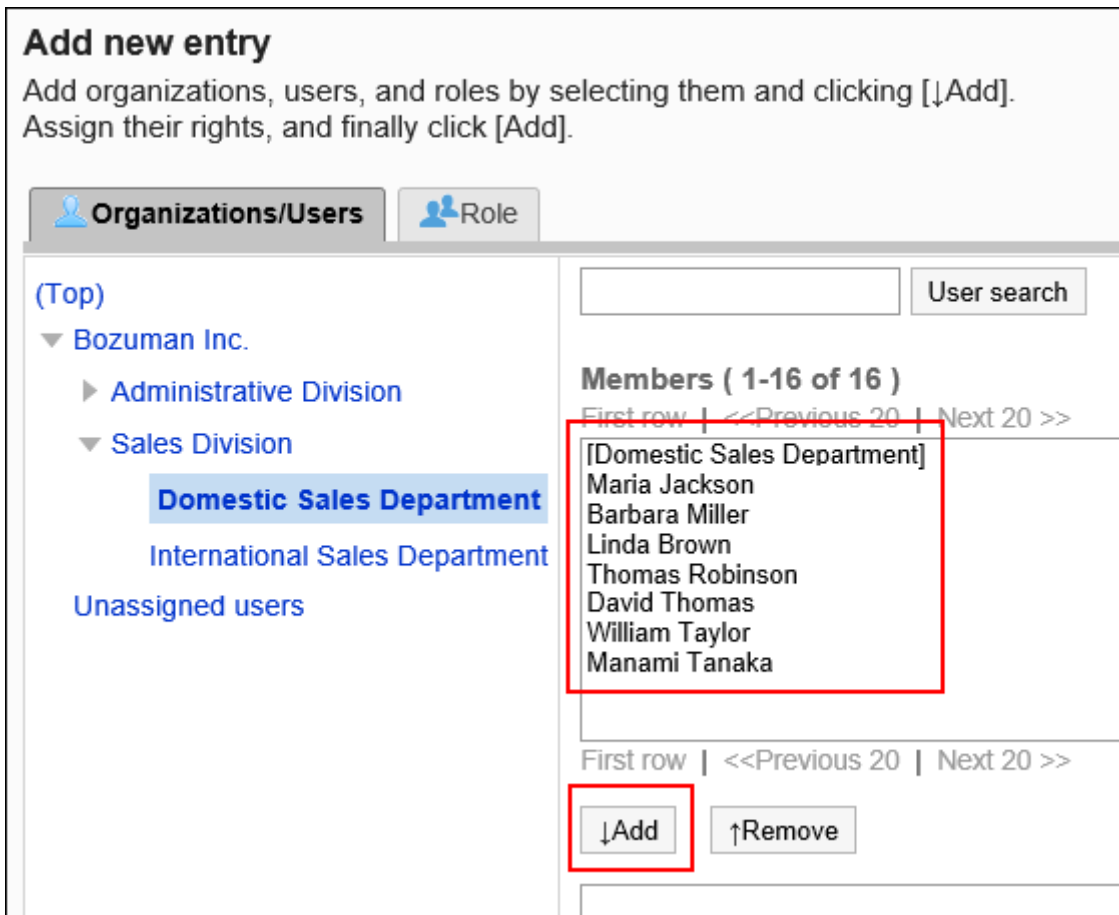 Add new entry
Add organizations, users, and roles by selecting them and clicking [↓Add].
Assign their rights, and finally click [Add].
Organizations/Users
Role
(Top)
Bozuman Inc.
Administrative Division
Sales Division
Domestic Sales Department
International Sales Department
Unassigned users
User search
Members ( 1-16 of 16 )
First row | <<Previous 20 | Next 20 >>
[Domestic Sales Department]
Maria Jackson
Barbara Miller
Linda Brown
Thomas Robinson
David Thomas
William Taylor
Manami Tanaka
First row | <<Previous 20 | Next 20 >>
↓Add ↑Remove